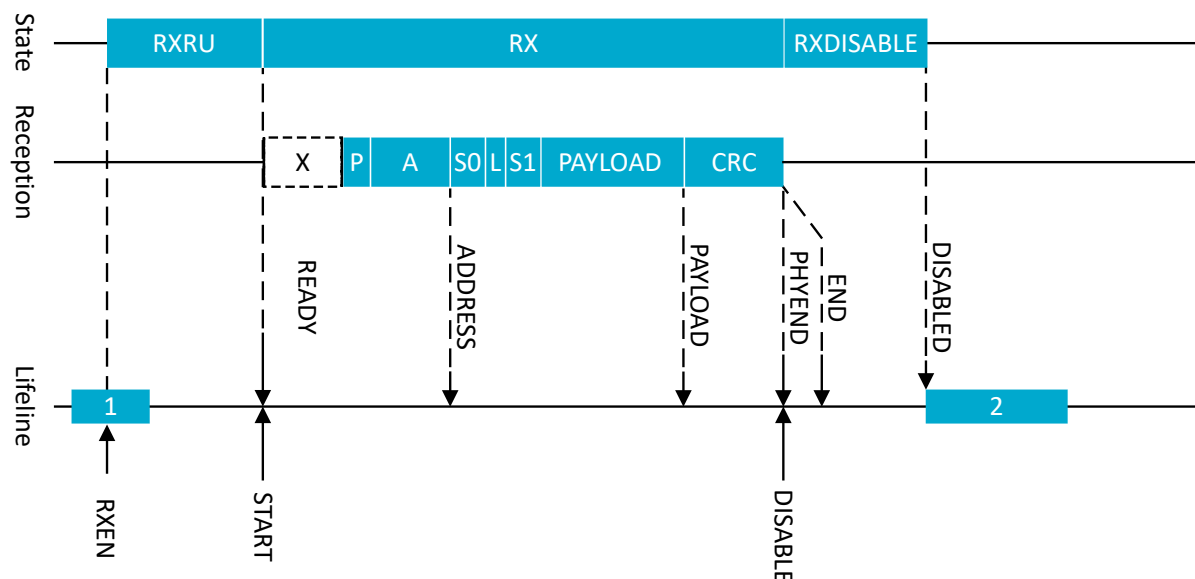 State
RXRU
RX
RXDISABLE
Reception
X
P
A
S0
L
S1
PAYLOAD
CRC
READY
ADDRESS
PAYLOAD
PHYEND
END
DISABLED
Lifeline
1
2
RXEN
START
DISABLE